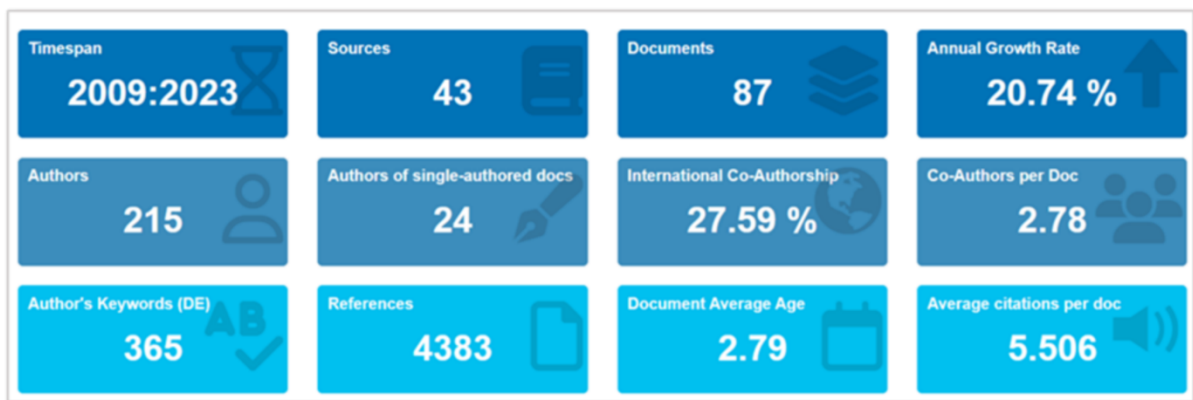 Timespan
2009:2023
Sources
43
Documents
87
Annual Growth Rate
20.74 %
Authors
215
Authors of single-authored docs
24
International Co-Authorship
27.59 %
Co-Authors per Doc
2.78
Author's Keywords (DE)
365
AB
References
4383
Document Average Age
2.79
Average citations per doc
5.506